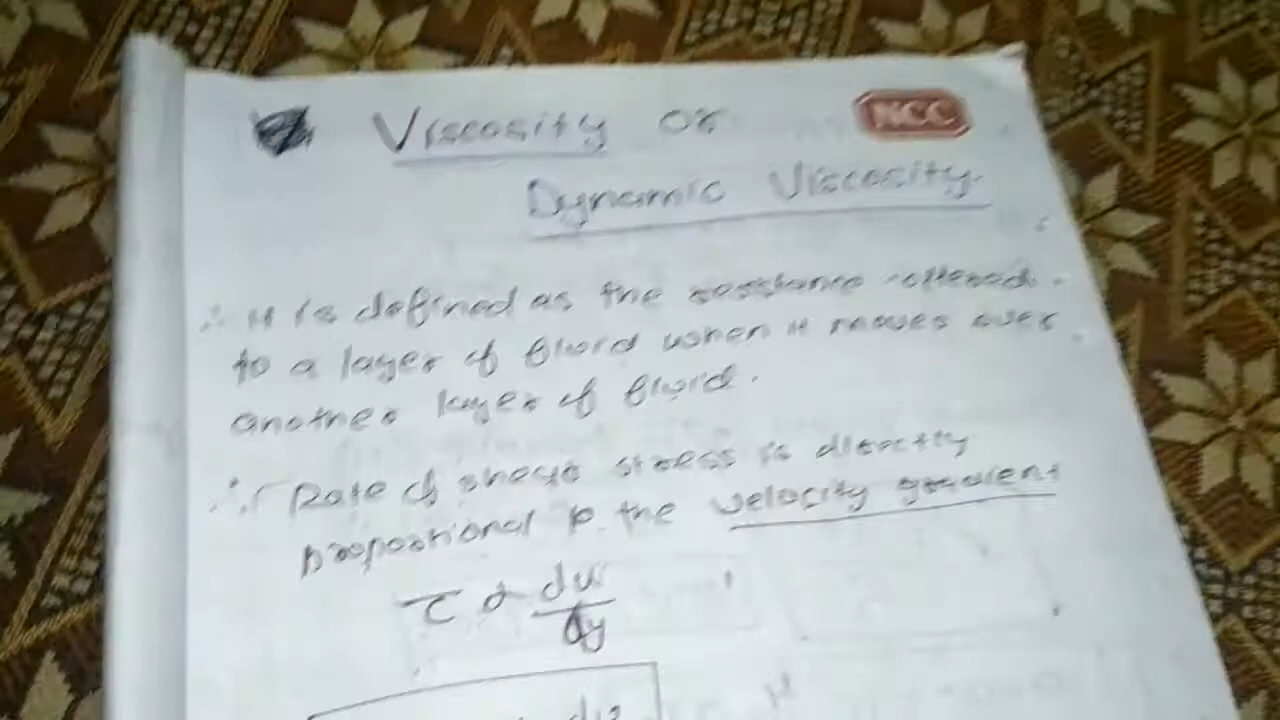 Viscosity or
NCC
Dynamic Viscosity.
∴ It is defined as the resstance offered
to a layer of fluid when it moves over
another layer of fluid.
∴ Rate of shear stress is directly
proportional to the velocity gradient
τ α du/dy